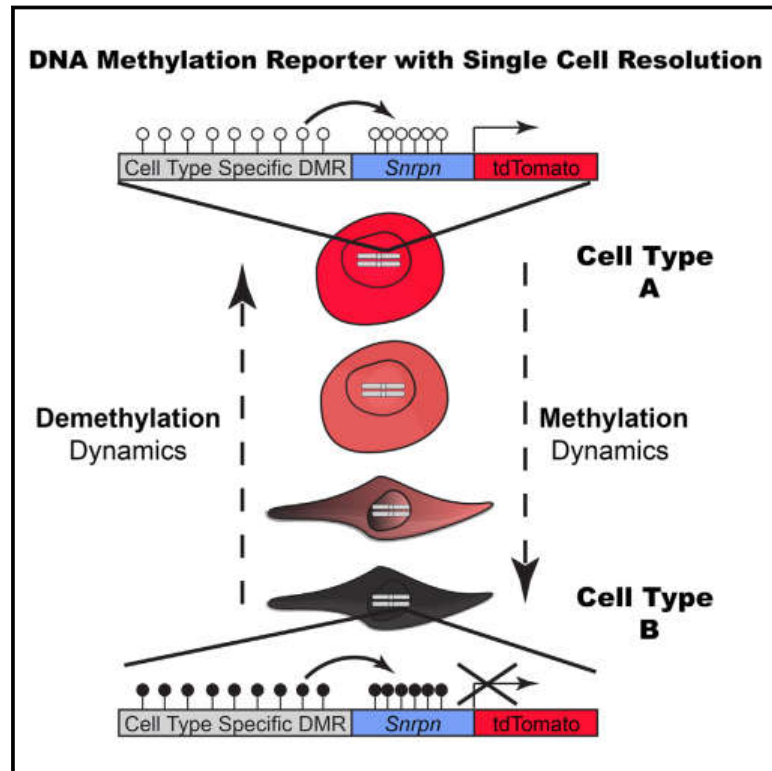 DNA Methylation Reporter with Single Cell Resolution
Cell Type Specific DMR Snrpn tdTomato
Cell Type
A
Demethylation
Dynamics
Methylation
Dynamics
Cell Type
B
Cell Type Specific DMR Snrpn tdTomato